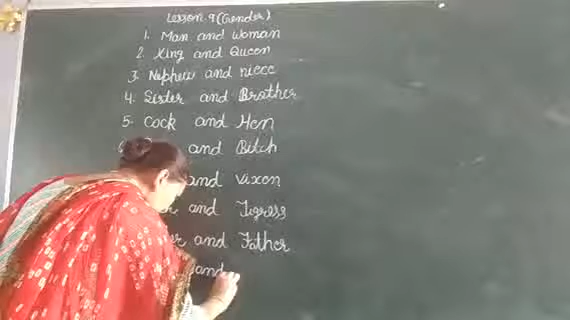 Lesson 9 (Gender)
1. Man and Woman
2. King and Queen
3. Nephew and niece
4. Sister and Brother
5. Cock and Hen
and Bitch
and Vixen
and Tigress
and Father
and